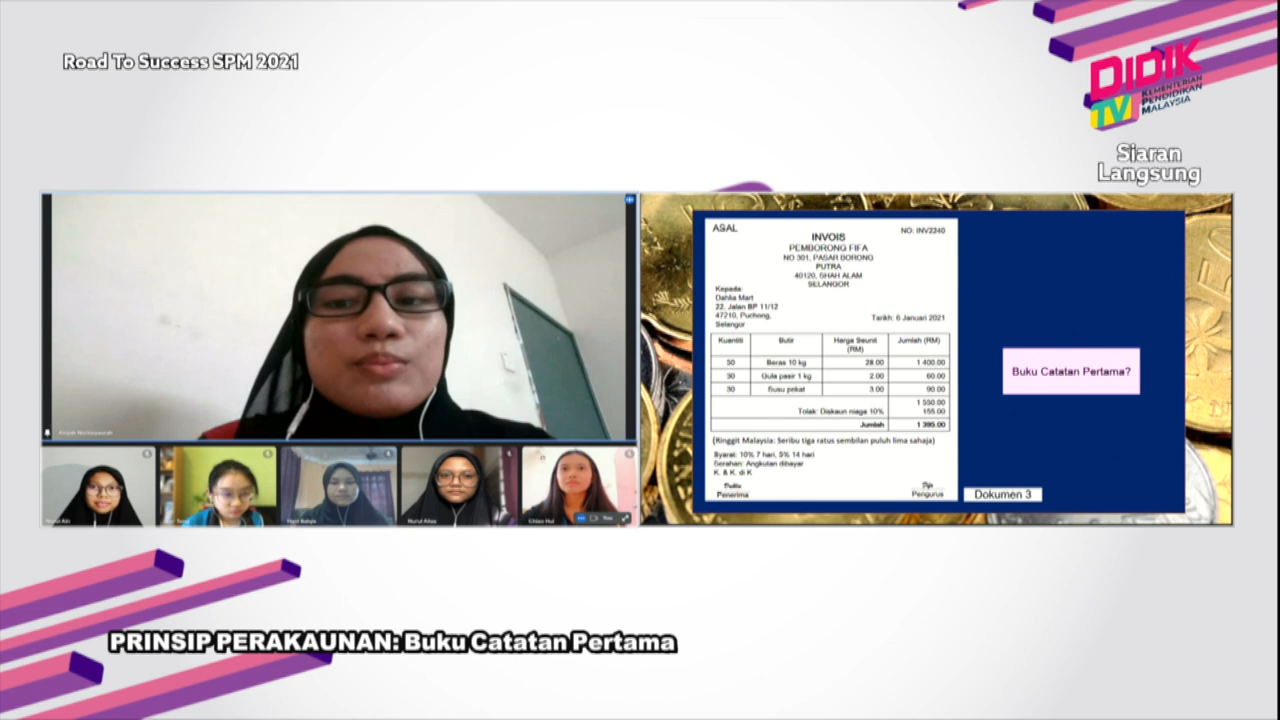 Road To Success SPM 2021
DIDIK
TV
KEMENTERIAN
PENDIDIKAN
MALAYSIA
Siaran
Langsung
ASAL
NO: INV2240
INVOIS
PEMBORONG FIFA
NO 301, PASAR BORONG
PUTRA
40120, SHAH ALAM
SELANGOR
Kepada:
Dahlia Mart
22, Jalan BP 11/12
47210, Puchong,
Selangor
Tarikh: 6 Januari 2021
Kuantiti Butir Harga Seunit (RM) Jumlah (RM)
50 Beras 10 kg 28.00 1 400.00
30 Gula pasir 1 kg 2.00 60.00
30 Susu pekat 3.00 90.00
1 550.00
Tolak: Diskaun niaga 10% 155.00
Jumlah 1 395.00
(Ringgit Malaysia: Seribu tiga ratus sembilan puluh lima sahaja)
Syarat: 10% 7 hari, 5% 14 hari
Serahan: Angkutan dibayar
K. & K. di K
Penerima
Pengurus
Buku Catatan Pertama?
Dokumen 3
PRINSIP PERAKAUNAN: Buku Catatan Pertama